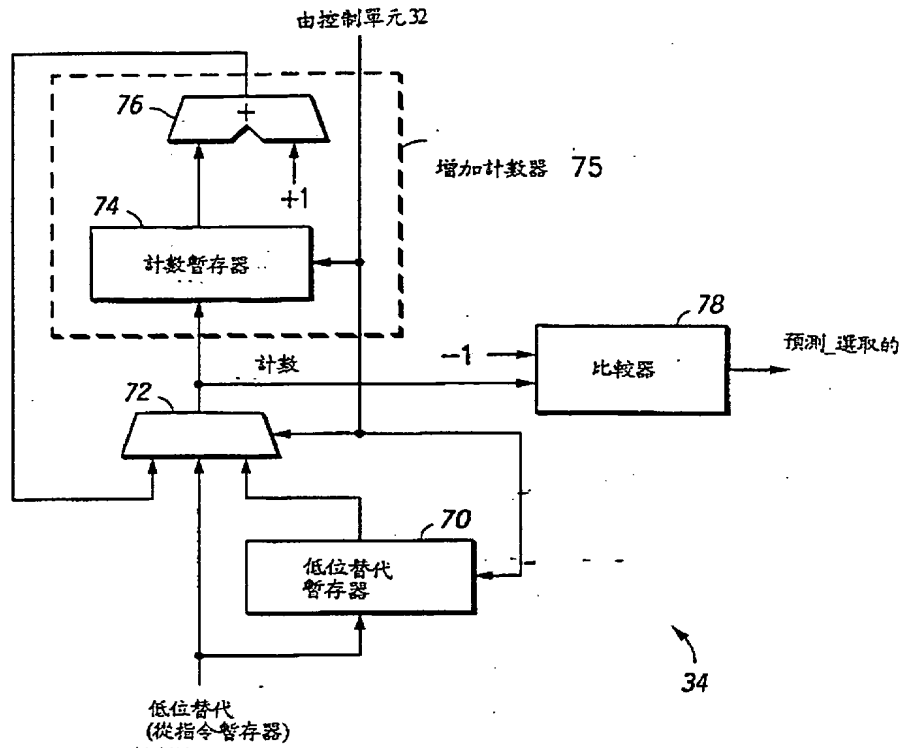 由控制單元32
76
+
增加計數器 75
+1
74
計數暫存器
78
預測_選取的
-1
比較器
計數
72
70
低位替代
暫存器
34
低位替代
(從指令暫存器)